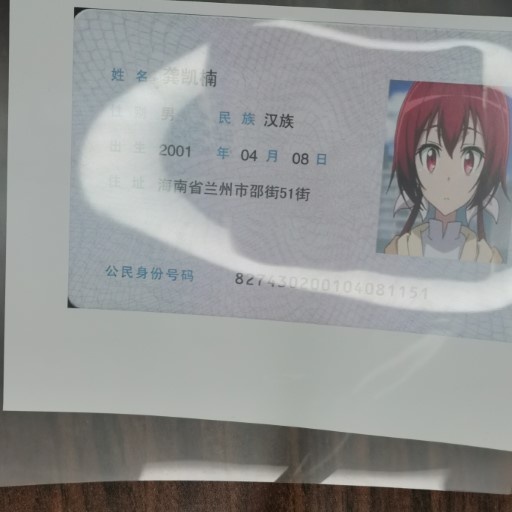 姓名 龚凯楠
性别 男 民族 汉族
出生 2001 年 04 月 08 日
住址 海南省兰州市邵街51街
公民身份号码 827430200104081151